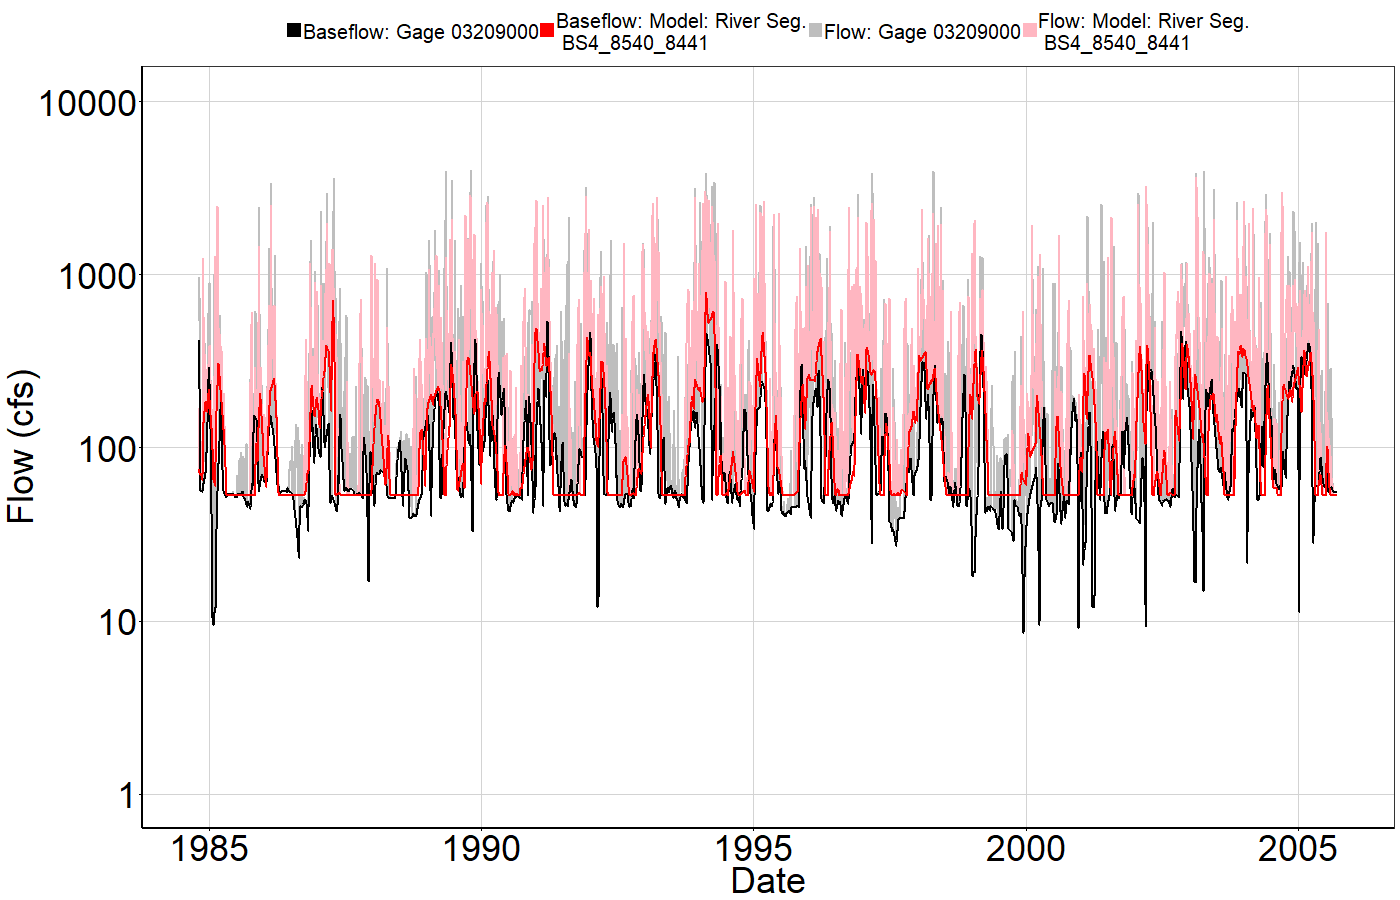 Baseflow: Gage 03209000 Baseflow: Model: River Seg. Flow: Gage 03209000 Flow: Model: River Seg.
BS4_8540_8441 BS4_8540_8441
10000
1000
100
10
1
Flow (cfs)
1985 1990 1995 2000 2005
Date